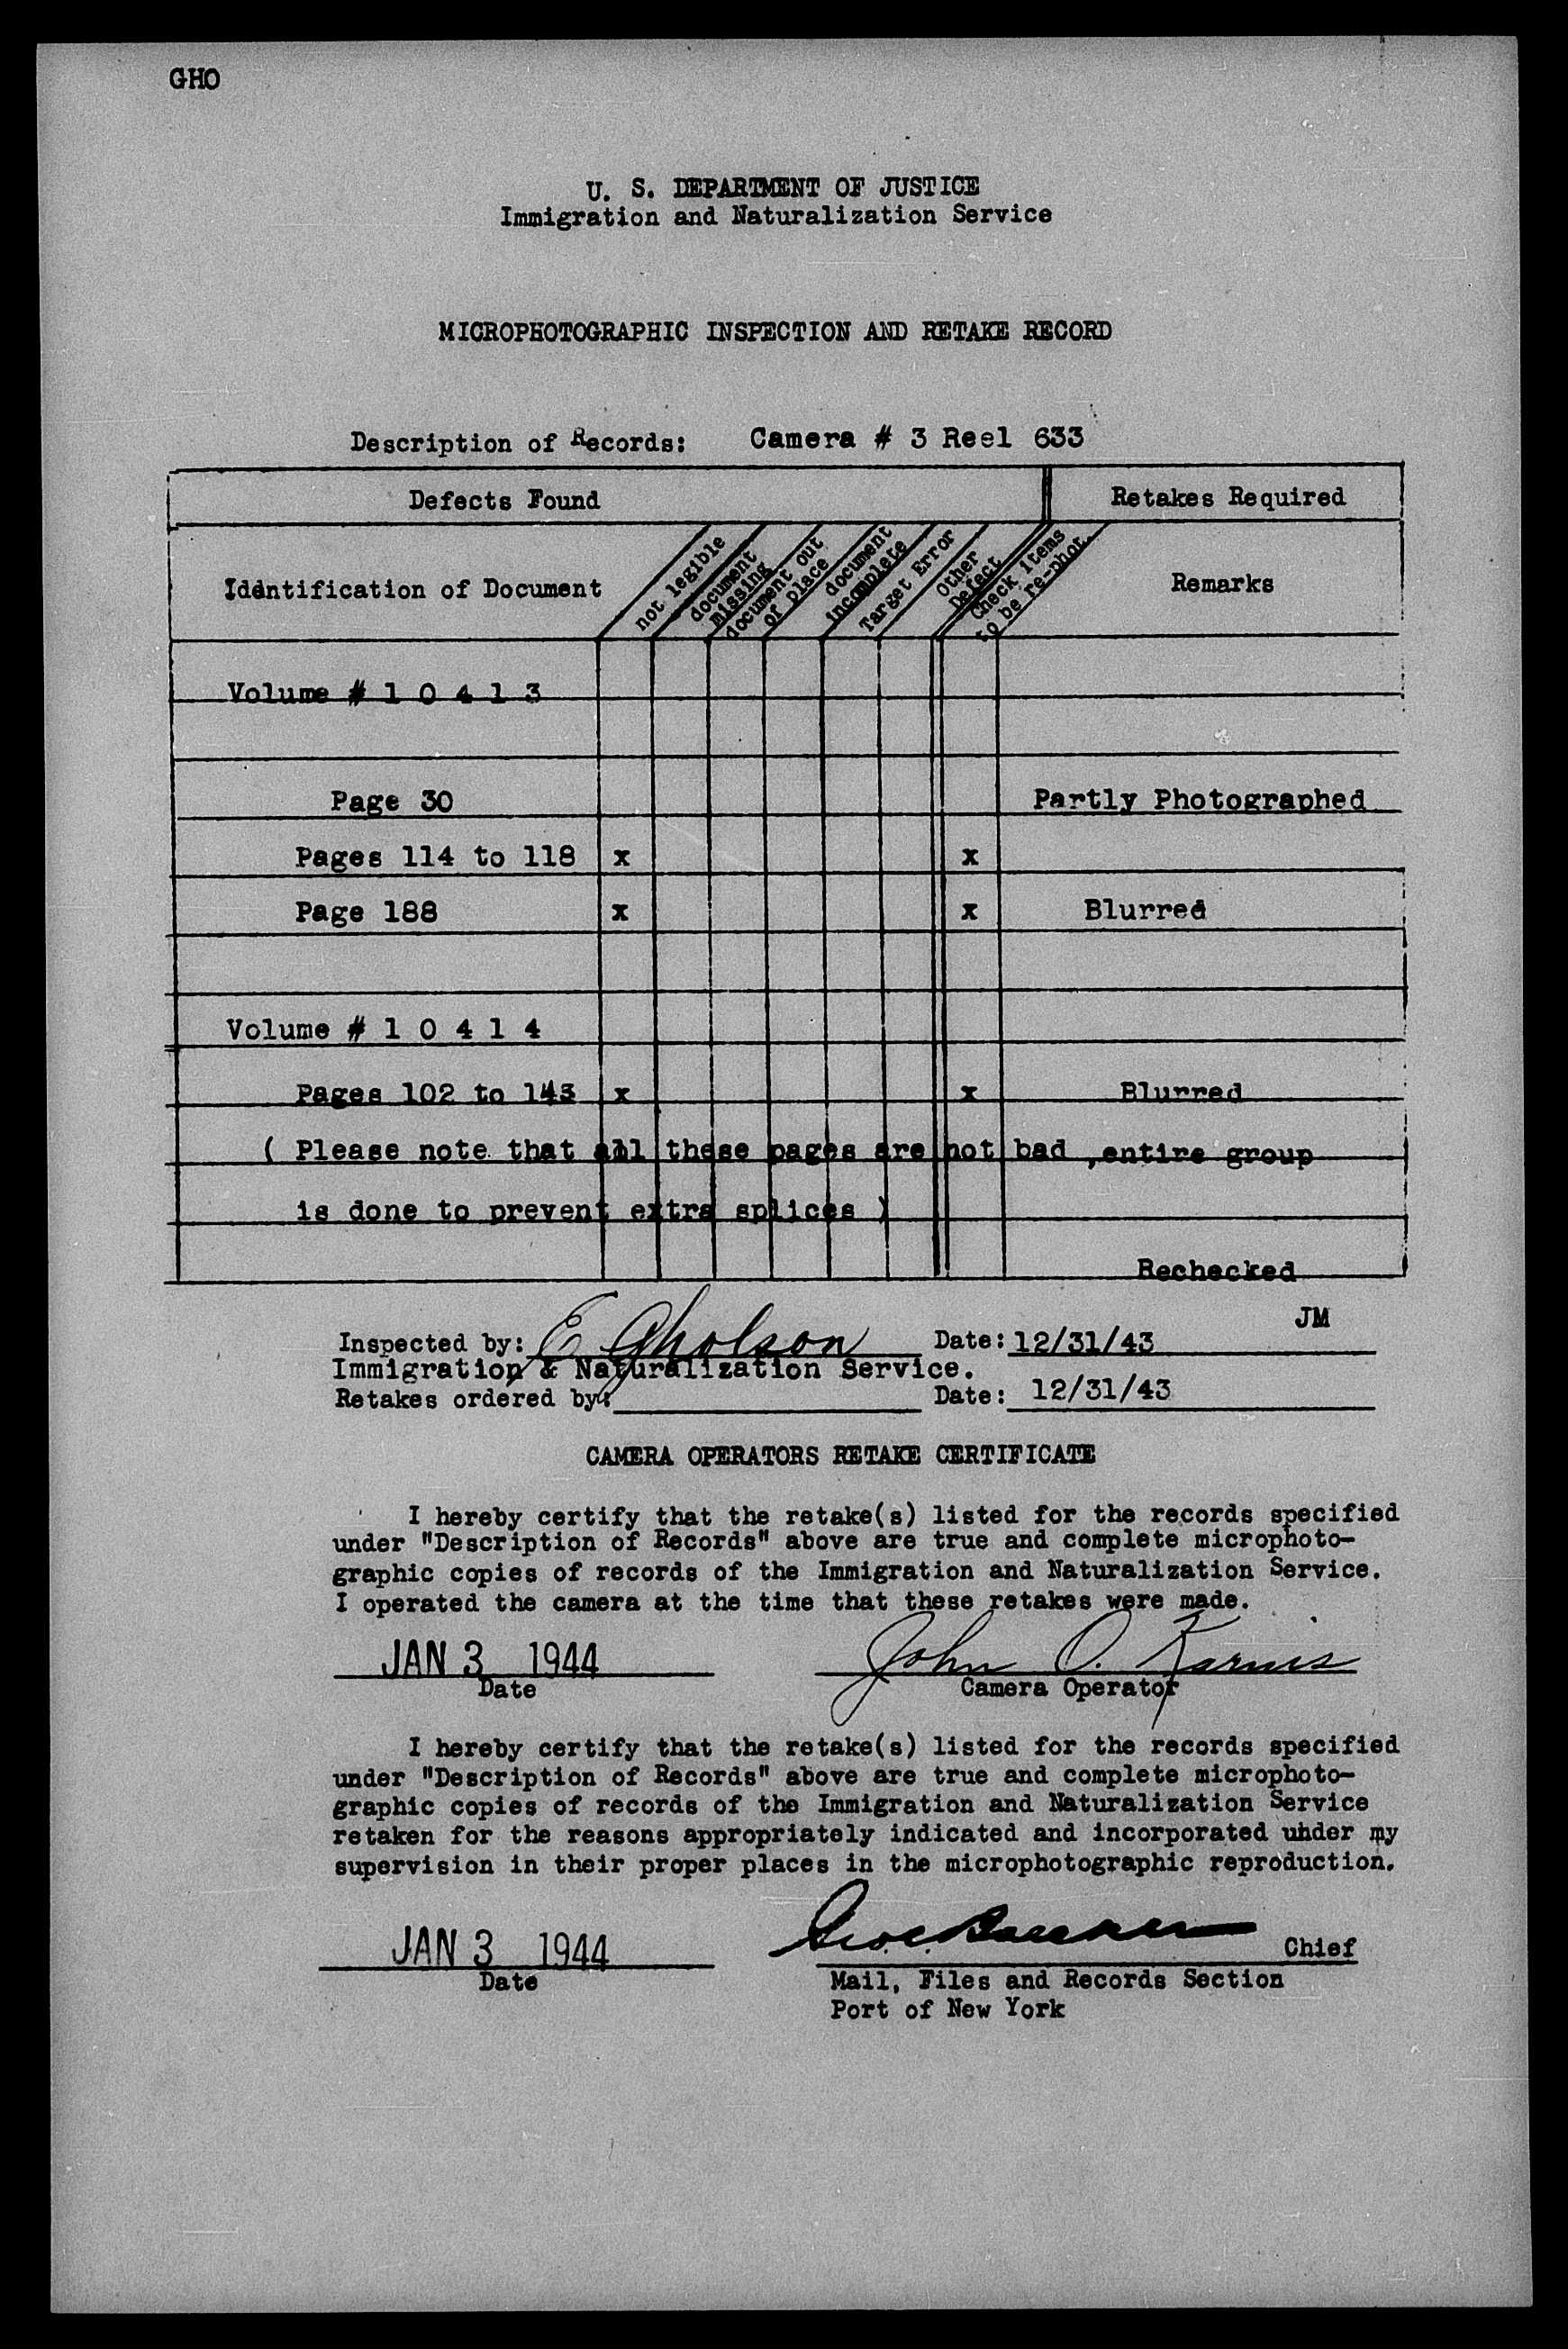 GHO
U. S. DEPARTMENT OF JUSTICE
Immigration and Naturalization Service
MICROPHOTOGRAPHIC INSPECTION AND RETAKE RECORD
Description of Records: Camera # 3 Reel 633
Defects Found Retakes Required
Identification of Document
not legible
document
missing
document out
of place
document
incomplete
Target Error
Other
Defect
Check items
to be re-phot.
Remarks
Volume # 1 0 4 1 3
Page 30 Partly Photographed
Pages 114 to 118 x x
Page 188 x x Blurred
Volume # 1 0 4 1 4
Pages 102 to 143 x x Blurred
( Please note that all these pages are not bad ,entire group
is done to prevent extra splices )
Rechecked
JM
Inspected by: E Gholson Date: 12/31/43
Immigration & Naturalization Service.
Retakes ordered by: Date: 12/31/43
CAMERA OPERATORS RETAKE CERTIFICATE
I hereby certify that the retake(s) listed for the records specified
under "Description of Records" above are true and complete microphoto-
graphic copies of records of the Immigration and Naturalization Service.
I operated the camera at the time that these retakes were made.
JAN 3 1944 John O. Karnis
Date Camera Operator
I hereby certify that the retake(s) listed for the records specified
under "Description of Records" above are true and complete microphoto-
graphic copies of records of the Immigration and Naturalization Service
retaken for the reasons appropriately indicated and incorporated uhder my
supervision in their proper places in the microphotographic reproduction.
JAN 3 1944 Chief
Date Mail, Files and Records Section
Port of New York